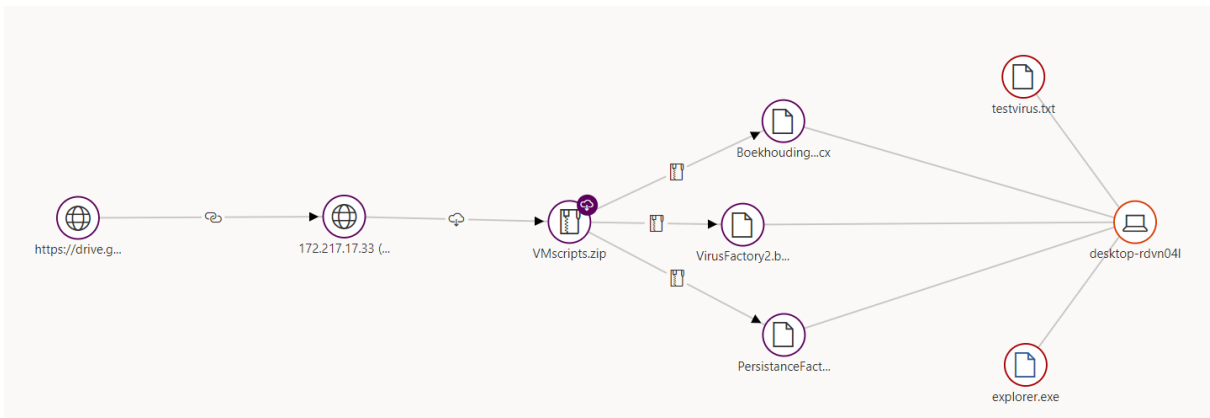 testvirus.txt
Boekhouding...cx
https://drive.g...
172.217.17.33 (...
VMscripts.zip
VirusFactory2.b...
desktop-rdvn04l
PersistanceFact...
explorer.exe